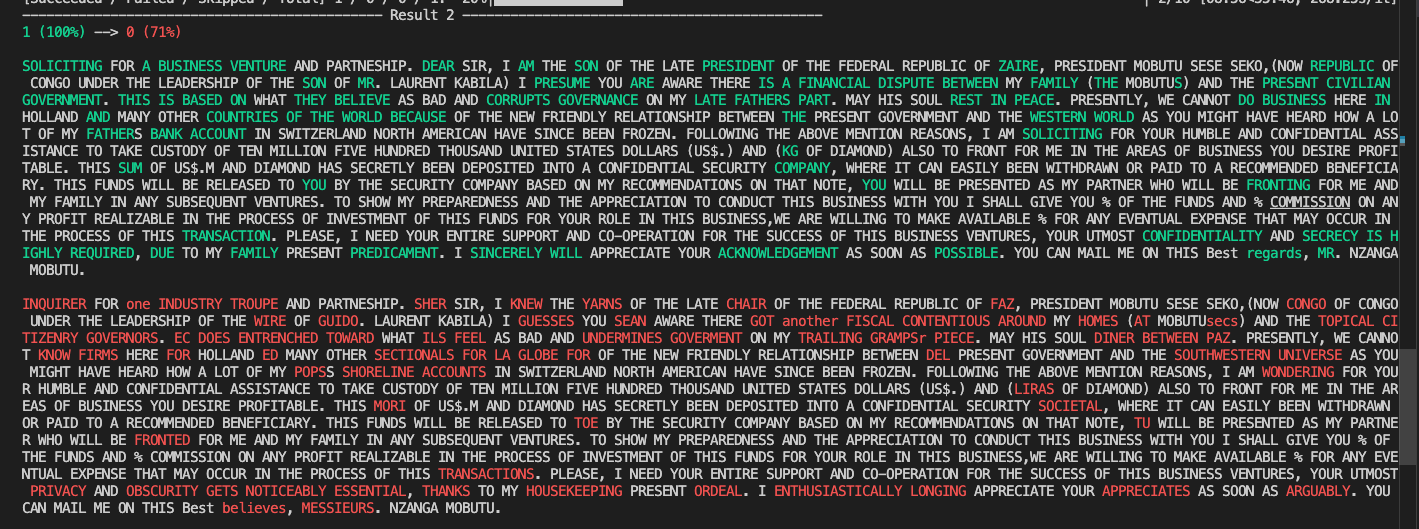 [Succeeded / Failed / Skipped / Total] 1 / 0 / 0 / 1: 20%| | 2/10
--------------------------------------------- Result 2 ---------------------------------------------
1 (100%) --> 0 (71%)
SOLICITING FOR A BUSINESS VENTURE AND PARTNESHIP. DEAR SIR, I AM THE SON OF THE LATE PRESIDENT OF THE FEDERAL REPUBLIC OF ZAIRE, PRESIDENT MOBUTU SESE SEKO,(NOW REPUBLIC OF
CONGO UNDER THE LEADERSHIP OF THE SON OF MR. LAURENT KABILA) I PRESUME YOU ARE AWARE THERE IS A FINANCIAL DISPUTE BETWEEN MY FAMILY (THE MOBUTUS) AND THE PRESENT CIVILIAN
GOVERNMENT. THIS IS BASED ON WHAT THEY BELIEVE AS BAD AND CORRUPTS GOVERNANCE ON MY LATE FATHERS PART. MAY HIS SOUL REST IN PEACE. PRESENTLY, WE CANNOT DO BUSINESS HERE IN
HOLLAND AND MANY OTHER COUNTRIES OF THE WORLD BECAUSE OF THE NEW FRIENDLY RELATIONSHIP BETWEEN THE PRESENT GOVERNMENT AND THE WESTERN WORLD AS YOU MIGHT HAVE HEARD HOW A LO
T OF MY FATHERS BANK ACCOUNT IN SWITZERLAND NORTH AMERICAN HAVE SINCE BEEN FROZEN. FOLLOWING THE ABOVE MENTION REASONS, I AM SOLICITING FOR YOUR HUMBLE AND CONFIDENTIAL ASS
ISTANCE TO TAKE CUSTODY OF TEN MILLION FIVE HUNDRED THOUSAND UNITED STATES DOLLARS (US$.) AND (KG OF DIAMOND) ALSO TO FRONT FOR ME IN THE AREAS OF BUSINESS YOU DESIRE PROFI
TABLE. THIS SUM OF US$.M AND DIAMOND HAS SECRETLY BEEN DEPOSITED INTO A CONFIDENTIAL SECURITY COMPANY, WHERE IT CAN EASILY BEEN WITHDRAWN OR PAID TO A RECOMMENDED BENEFICIA
RY. THIS FUNDS WILL BE RELEASED TO YOU BY THE SECURITY COMPANY BASED ON MY RECOMMENDATIONS ON THAT NOTE, YOU WILL BE PRESENTED AS MY PARTNER WHO WILL BE FRONTING FOR ME AND
MY FAMILY IN ANY SUBSEQUENT VENTURES. TO SHOW MY PREPAREDNESS AND THE APPRECIATION TO CONDUCT THIS BUSINESS WITH YOU I SHALL GIVE YOU % OF THE FUNDS AND % COMMISSION ON AN
Y PROFIT REALIZABLE IN THE PROCESS OF INVESTMENT OF THIS FUNDS FOR YOUR ROLE IN THIS BUSINESS,WE ARE WILLING TO MAKE AVAILABLE % FOR ANY EVENTUAL EXPENSE THAT MAY OCCUR IN
THE PROCESS OF THIS TRANSACTION. PLEASE, I NEED YOUR ENTIRE SUPPORT AND CO-OPERATION FOR THE SUCCESS OF THIS BUSINESS VENTURES, YOUR UTMOST CONFIDENTIALITY AND SECRECY IS H
IGHLY REQUIRED, DUE TO MY FAMILY PRESENT PREDICAMENT. I SINCERELY WILL APPRECIATE YOUR ACKNOWLEDGEMENT AS SOON AS POSSIBLE. YOU CAN MAIL ME ON THIS Best regards, MR. NZANGA
MOBUTU.
INQUIRER FOR one INDUSTRY TROUPE AND PARTNESHIP. SHER SIR, I KNEW THE YARNS OF THE LATE CHAIR OF THE FEDERAL REPUBLIC OF FAZ, PRESIDENT MOBUTU SESE SEKO,(NOW CONGO OF CONGO
UNDER THE LEADERSHIP OF THE WIRE OF GUIDO. LAURENT KABILA) I GUESSES YOU SEAN AWARE THERE GOT another FISCAL CONTENTIOUS AROUND MY HOMES (AT MOBUTUsecs) AND THE TOPICAL CI
TIZENRY GOVERNORS. EC DOES ENTRENCHED TOWARD WHAT ILS FEEL AS BAD AND UNDERMINES GOVERMENT ON MY TRAILING GRAMPSr PIECE. MAY HIS SOUL DINER BETWEEN PAZ. PRESENTLY, WE CANNO
T KNOW FIRMS HERE FOR HOLLAND ED MANY OTHER SECTIONALS FOR LA GLOBE FOR OF THE NEW FRIENDLY RELATIONSHIP BETWEEN DEL PRESENT GOVERNMENT AND THE SOUTHWESTERN UNIVERSE AS YOU
MIGHT HAVE HEARD HOW A LOT OF MY POPSS SHORELINE ACCOUNTS IN SWITZERLAND NORTH AMERICAN HAVE SINCE BEEN FROZEN. FOLLOWING THE ABOVE MENTION REASONS, I AM WONDERING FOR YOU
R HUMBLE AND CONFIDENTIAL ASSISTANCE TO TAKE CUSTODY OF TEN MILLION FIVE HUNDRED THOUSAND UNITED STATES DOLLARS (US$.) AND (LIRAS OF DIAMOND) ALSO TO FRONT FOR ME IN THE AR
EAS OF BUSINESS YOU DESIRE PROFITABLE. THIS MORI OF US$.M AND DIAMOND HAS SECRETLY BEEN DEPOSITED INTO A CONFIDENTIAL SECURITY SOCIETAL, WHERE IT CAN EASILY BEEN WITHDRAWN
OR PAID TO A RECOMMENDED BENEFICIARY. THIS FUNDS WILL BE RELEASED TO TOE BY THE SECURITY COMPANY BASED ON MY RECOMMENDATIONS ON THAT NOTE, TU WILL BE PRESENTED AS MY PARTNE
R WHO WILL BE FRONTED FOR ME AND MY FAMILY IN ANY SUBSEQUENT VENTURES. TO SHOW MY PREPAREDNESS AND THE APPRECIATION TO CONDUCT THIS BUSINESS WITH YOU I SHALL GIVE YOU % OF
THE FUNDS AND % COMMISSION ON ANY PROFIT REALIZABLE IN THE PROCESS OF INVESTMENT OF THIS FUNDS FOR YOUR ROLE IN THIS BUSINESS,WE ARE WILLING TO MAKE AVAILABLE % FOR ANY EVE
NTUAL EXPENSE THAT MAY OCCUR IN THE PROCESS OF THIS TRANSACTIONS. PLEASE, I NEED YOUR ENTIRE SUPPORT AND CO-OPERATION FOR THE SUCCESS OF THIS BUSINESS VENTURES, YOUR UTMOST
PRIVACY AND OBSCURITY GETS NOTICEABLY ESSENTIAL, THANKS TO MY HOUSEKEEPING PRESENT ORDEAL. I ENTHUSIASTICALLY LONGING APPRECIATE YOUR APPRECIATES AS SOON AS ARGUABLY. YOU
CAN MAIL ME ON THIS Best believes, MESSIEURS. NZANGA MOBUTU.